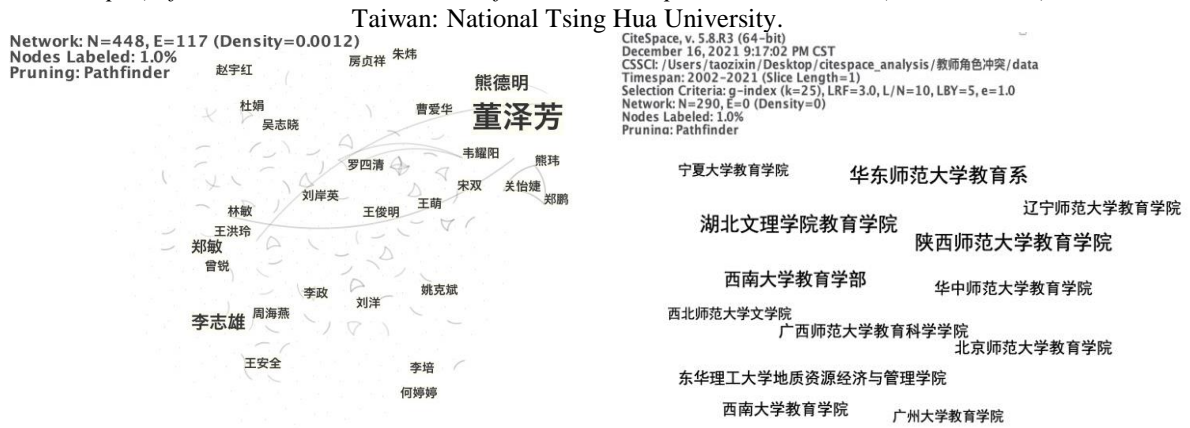 Taiwan: National Tsing Hua University.
Network: N=448, E=117 (Density=0.0012)
Nodes Labeled: 1.0%
Pruning: Pathfinder
赵宇红
房贞祥
朱炜
熊德明
杜娟
曹爱华
董泽芳
吴志晓
韦耀阳
罗四清
熊玮
宋双
关怡婕
刘岸英
王萌
郑鹏
林敏
王俊明
王洪玲
郑敏
曾锐
李政
刘洋
姚克斌
李志雄
周海燕
王安全
李培
何婷婷
CiteSpace, v. 5.8.R3 (64-bit)
December 16, 2021 9:17:02 PM CST
CSSCI: /Users/taozixin/Desktop/citespace_analysis/教师角色冲突/data
Timespan: 2002-2021 (Slice Length=1)
Selection Criteria: g-index (k=25), LRF=3.0, L/N=10, LBY=5, e=1.0
Network: N=290, E=0 (Density=0)
Nodes Labeled: 1.0%
Pruning: Pathfinder
宁夏大学教育学院
华东师范大学教育系
辽宁师范大学教育学院
湖北文理学院教育学院
陕西师范大学教育学院
西南大学教育学部
华中师范大学教育学院
西北师范大学文学院
广西师范大学教育科学学院
北京师范大学教育学院
东华理工大学地质资源经济与管理学院
西南大学教育学院
广州大学教育学院